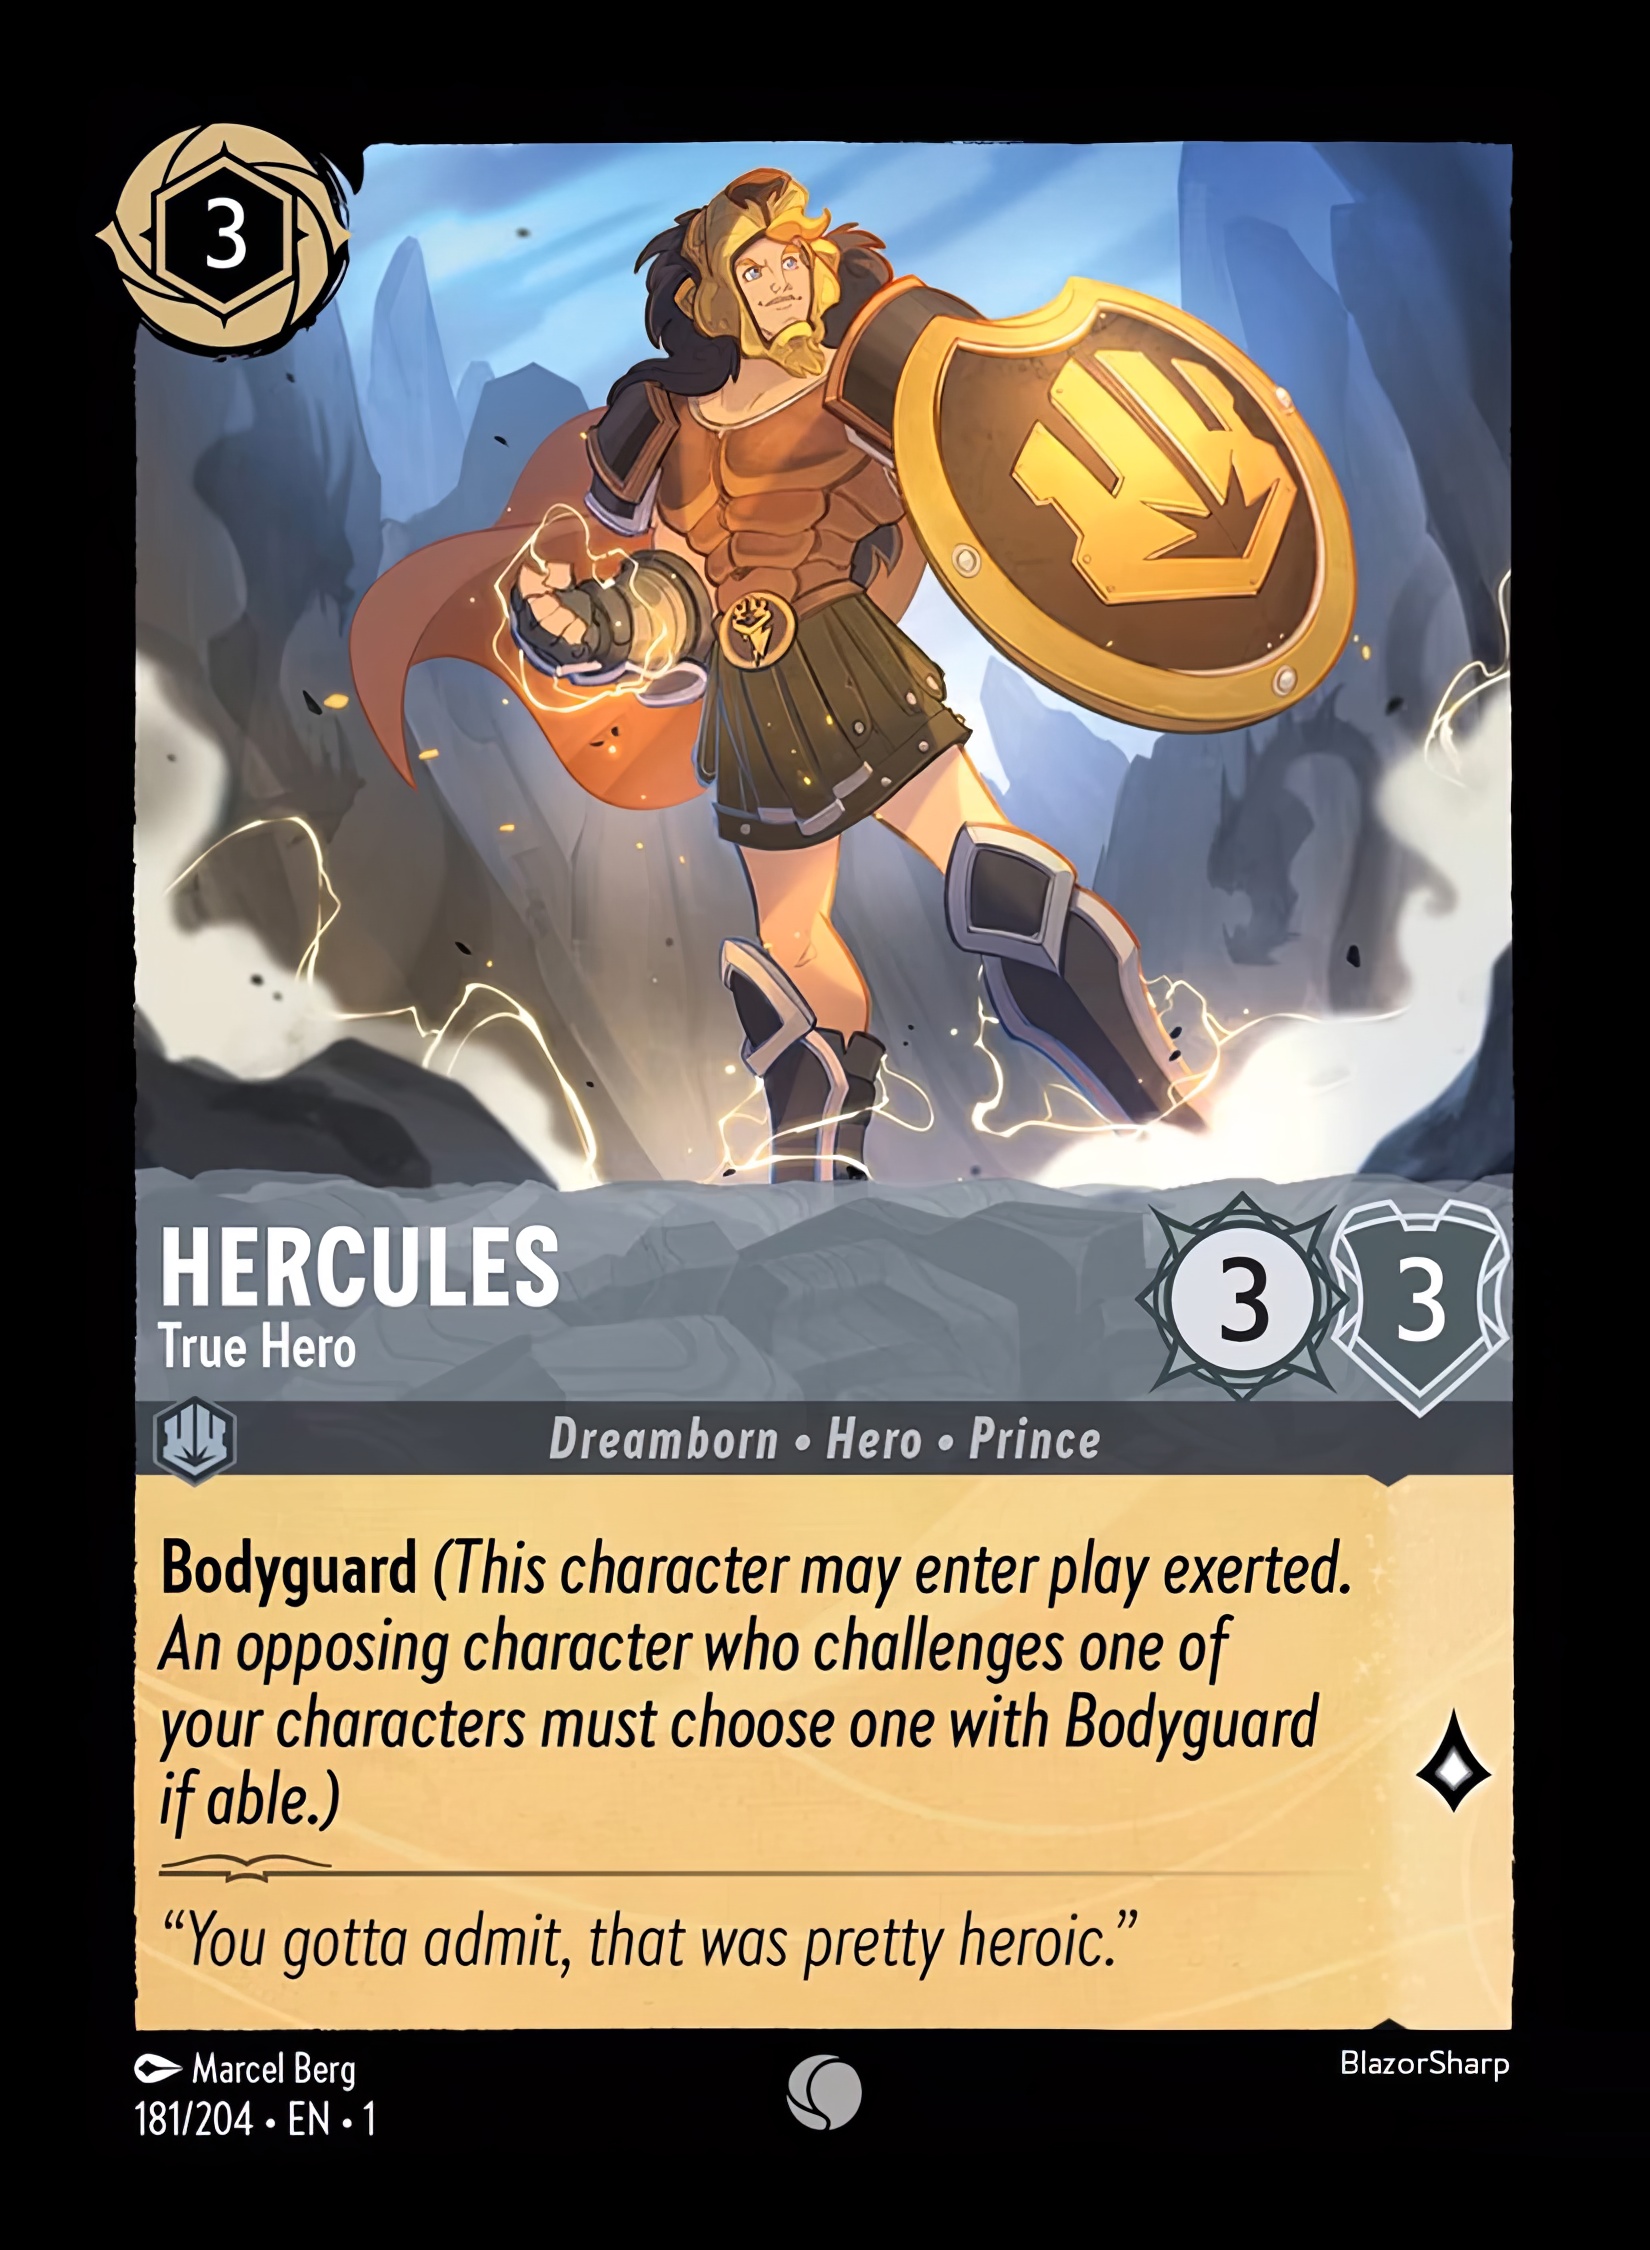 3
HERCULES
True Hero
3 3
Dreamborn • Hero • Prince
Bodyguard (This character may enter play exerted.
An opposing character who challenges one of
your characters must choose one with Bodyguard
if able.)
“You gotta admit, that was pretty heroic.”
Marcel Berg
BlazorSharp
181/204 • EN • 1